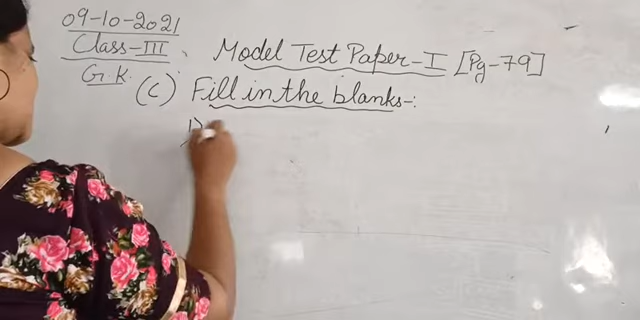 09-10-2021
Class-III
G.K.
Model Test Paper-I [Pg-79]
(C) Fill in the blanks-:
1)